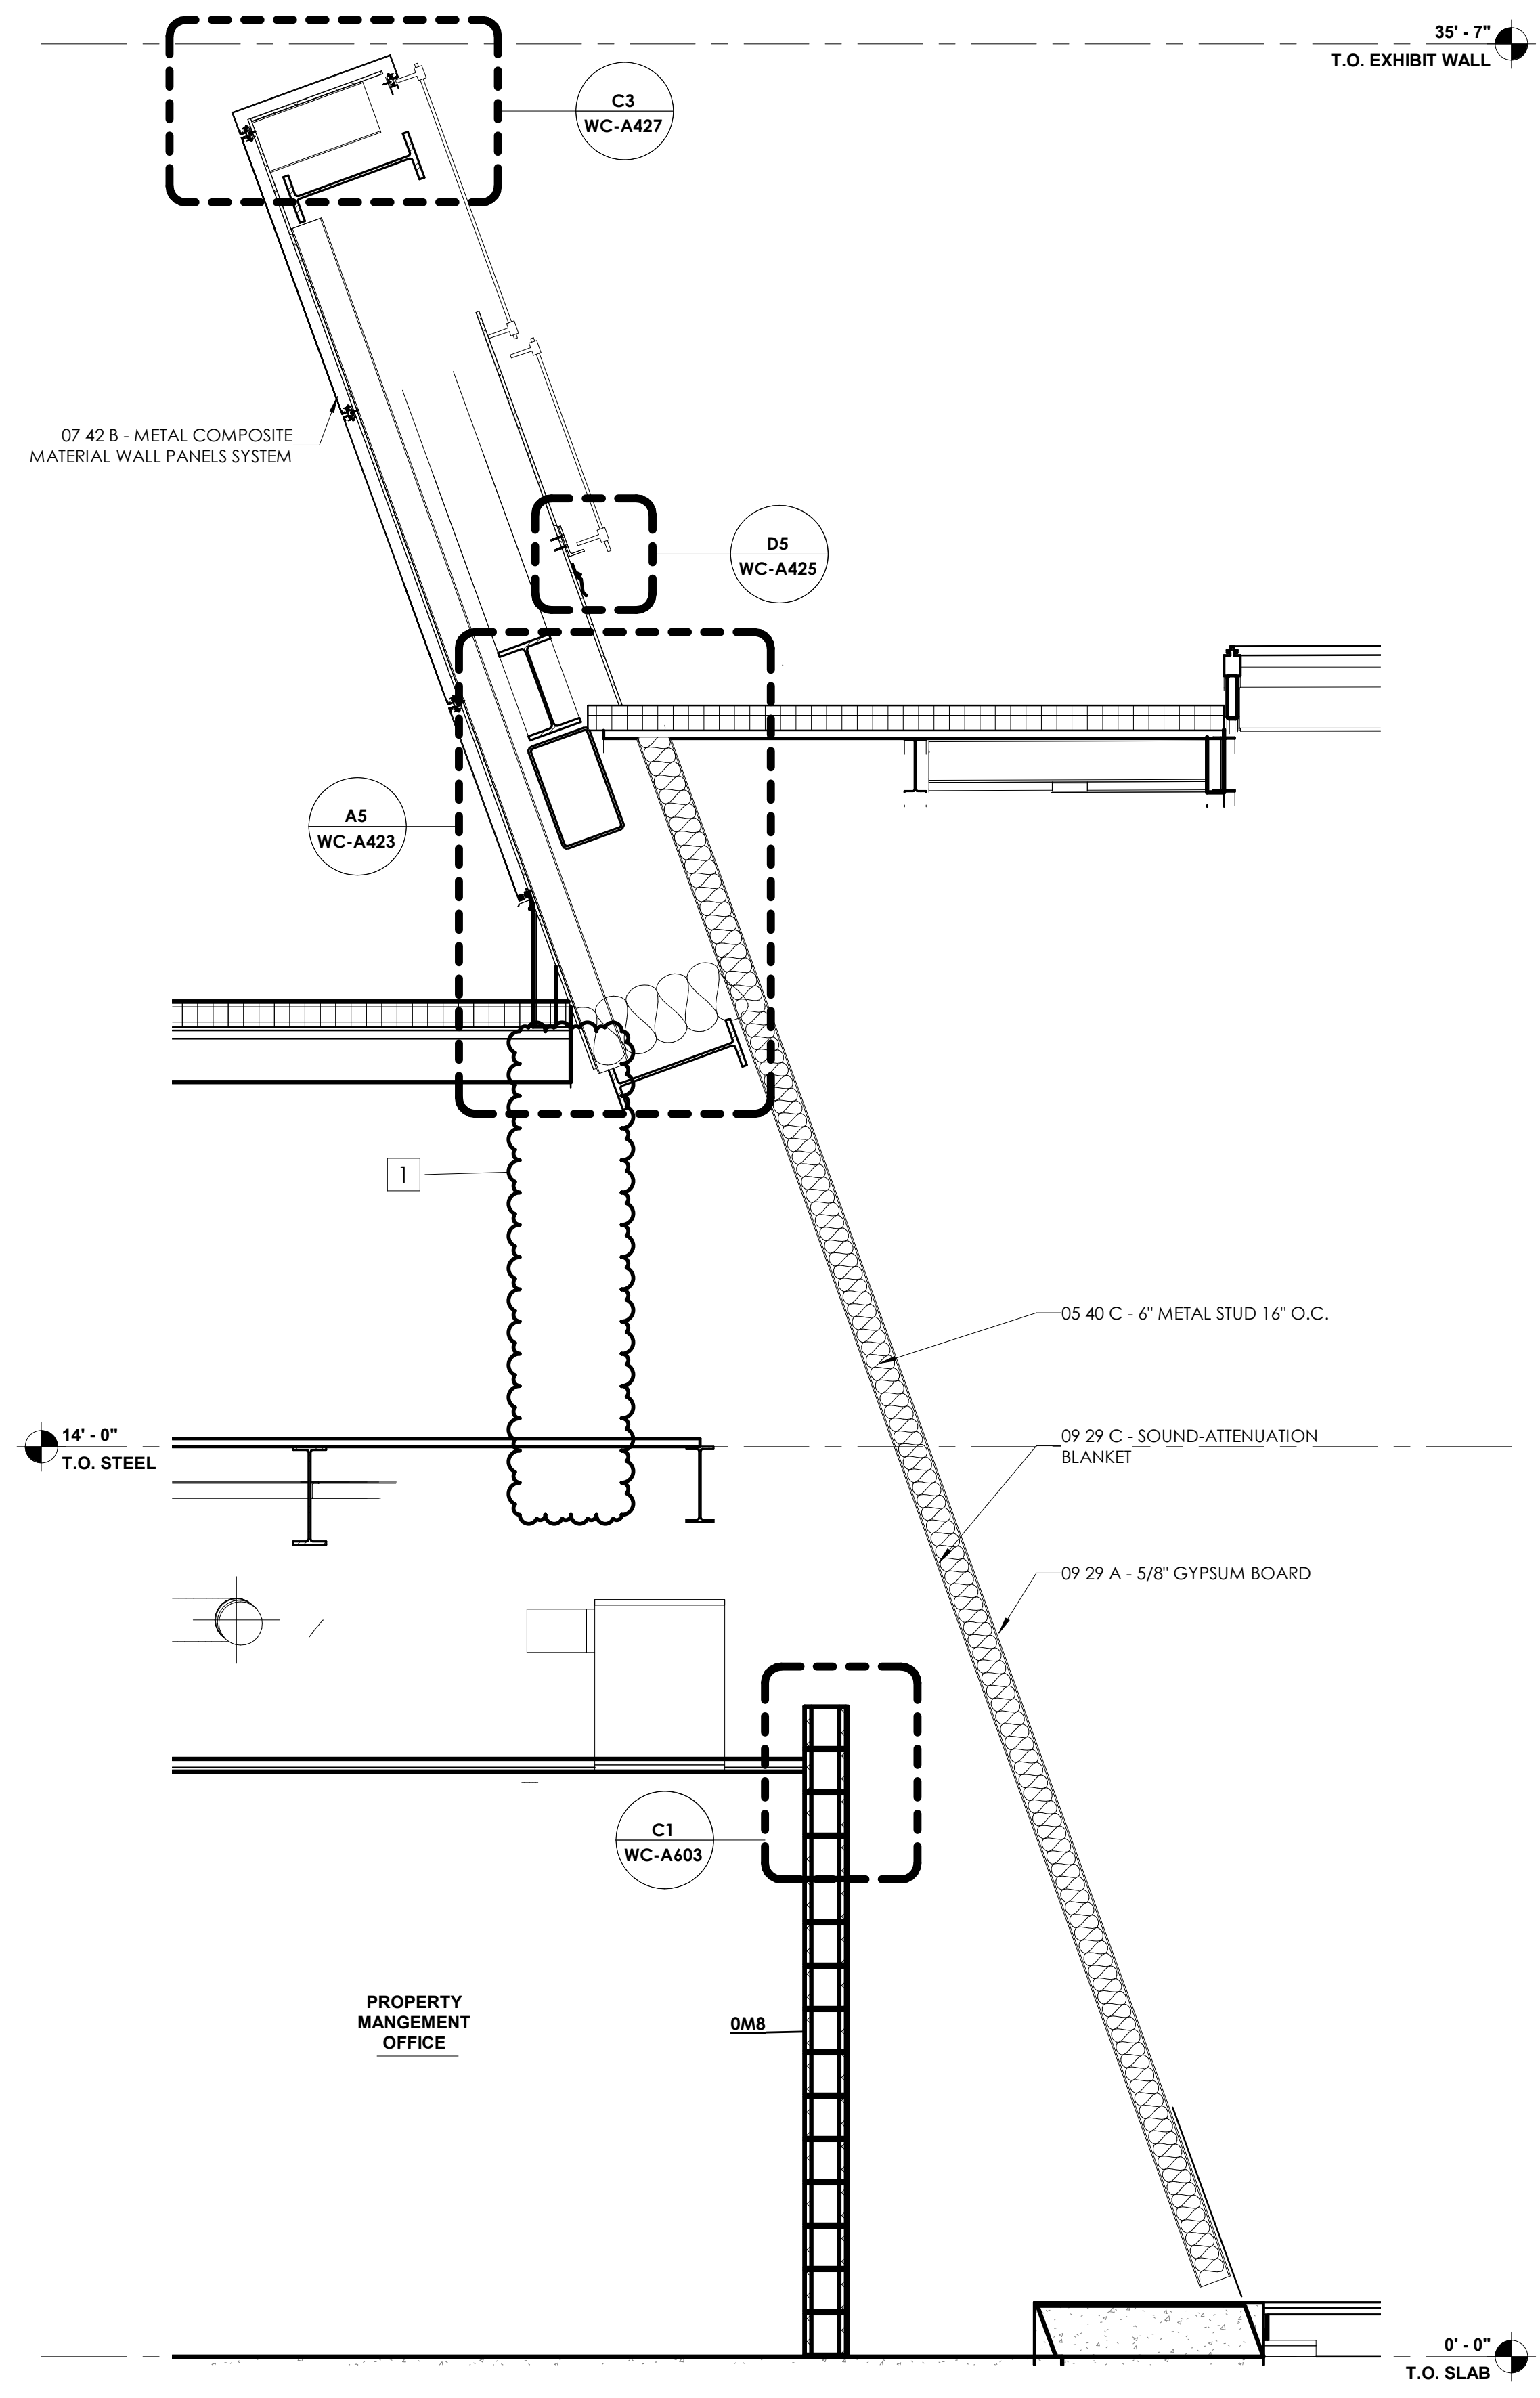 35' - 7"
T.O. EXHIBIT WALL
C3
WC-A427
07 42 B - METAL COMPOSITE
MATERIAL WALL PANELS SYSTEM
D5
WC-A425
A5
WC-A423
1
05 40 C - 6" METAL STUD 16" O.C.
14' - 0"
T.O. STEEL
09 29 C - SOUND-ATTENUATION
BLANKET
09 29 A - 5/8" GYPSUM BOARD
C1
WC-A603
PROPERTY
MANGEMENT
OFFICE
0M8
0' - 0"
T.O. SLAB